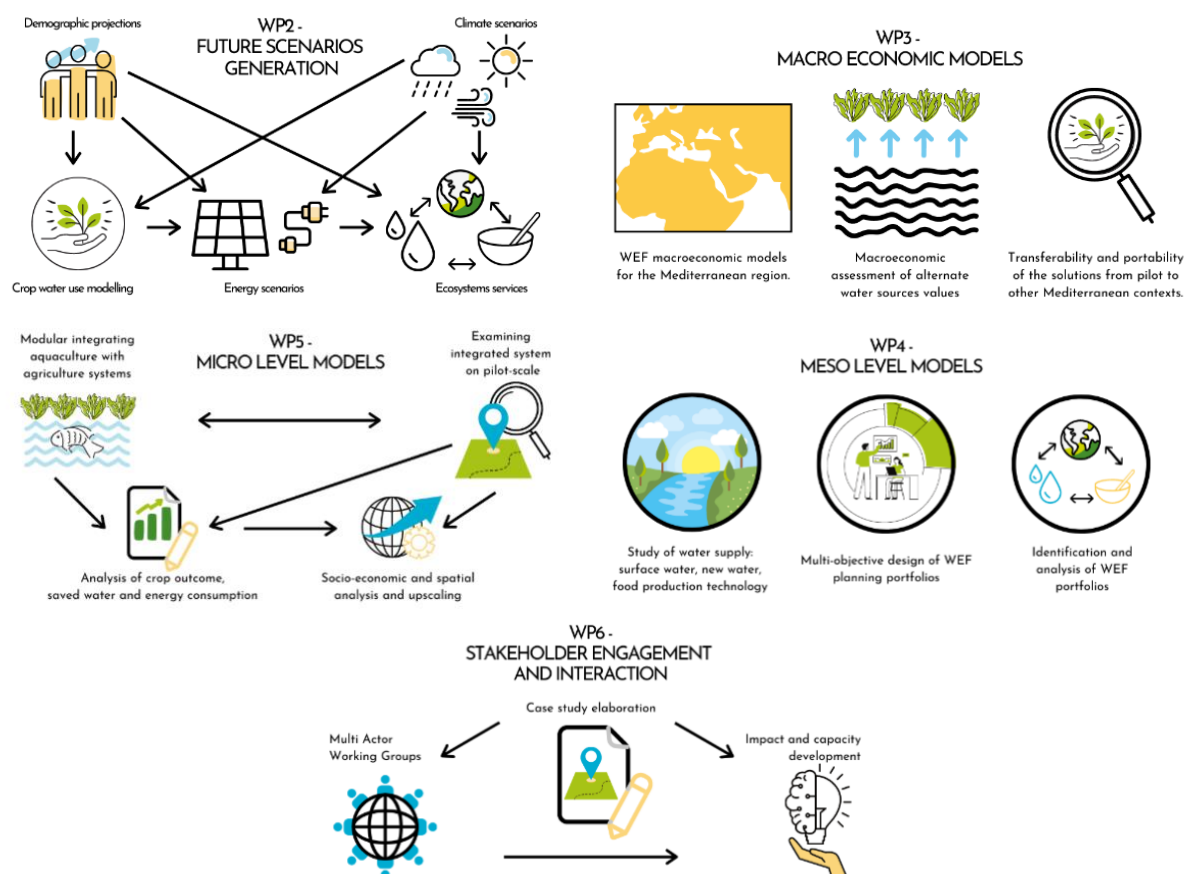 Demographic projections
WP2 -
FUTURE SCENARIOS
GENERATION
Climate scenarios
Crop water use modelling
Energy scenarios
Ecosystems services
WP3 -
MACRO ECONOMIC MODELS
WEF macroeconomic models
for the Mediterranean region.
Macroeconomic
assessment of alternate
water sources values
Transferability and portability
of the solutions from pilot to
other Mediterranean contexts.
WP5 -
MICRO LEVEL MODELS
Modular integrating
aquaculture with
agriculture systems
Examining
integrated system
on pilot-scale
Analysis of crop outcome,
saved water and energy consumption
Socio-economic and spatial
analysis and upscaling
WP4 -
MESO LEVEL MODELS
Study of water supply:
surface water, new water,
food production technology
Multi-objective design of WEF
planning portfolios
Identification and
analysis of WEF
portfolios
WP6 -
STAKEHOLDER ENGAGEMENT
AND INTERACTION
Case study elaboration
Multi Actor
Working Groups
Impact and capacity
development